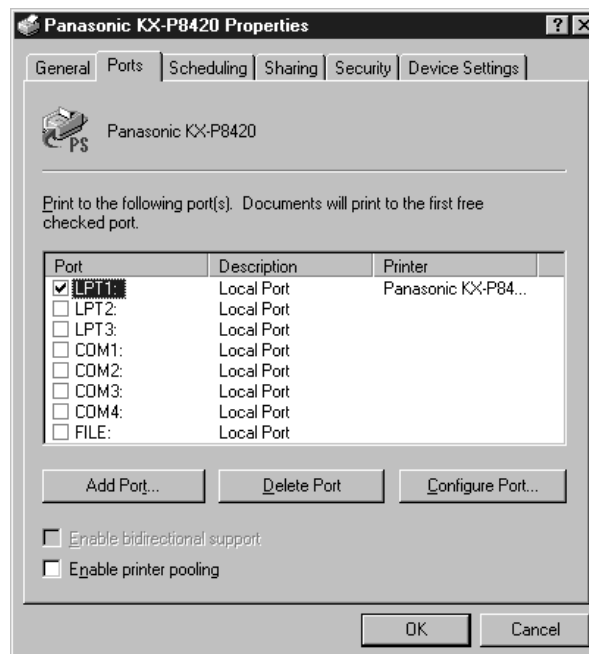 Panasonic KX-P8420 Properties
General Ports Scheduling Sharing Security Device Settings
PS
Panasonic KX-P8420
Print to the following port(s). Documents will print to the first free
checked port.
Port Description Printer
LPT1: Local Port Panasonic KX-P84...
LPT2: Local Port
LPT3: Local Port
COM1: Local Port
COM2: Local Port
COM3: Local Port
COM4: Local Port
FILE: Local Port
Add Port... Delete Port Configure Port...
Enable bidirectional support
Enable printer pooling
OK Cancel